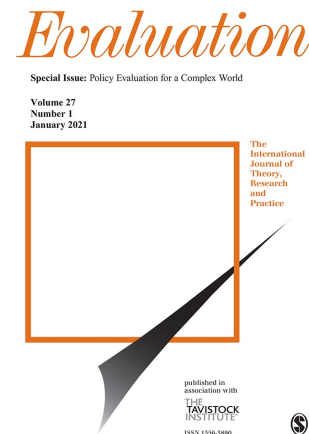 Evaluation
Special Issue: Policy Evaluation for a Complex World
Volume 27
Number 1
January 2021
The
International
Journal of
Theory,
Research
and
Practice
published in
association with
THE
TAVISTOCK
INSTITUTE
S